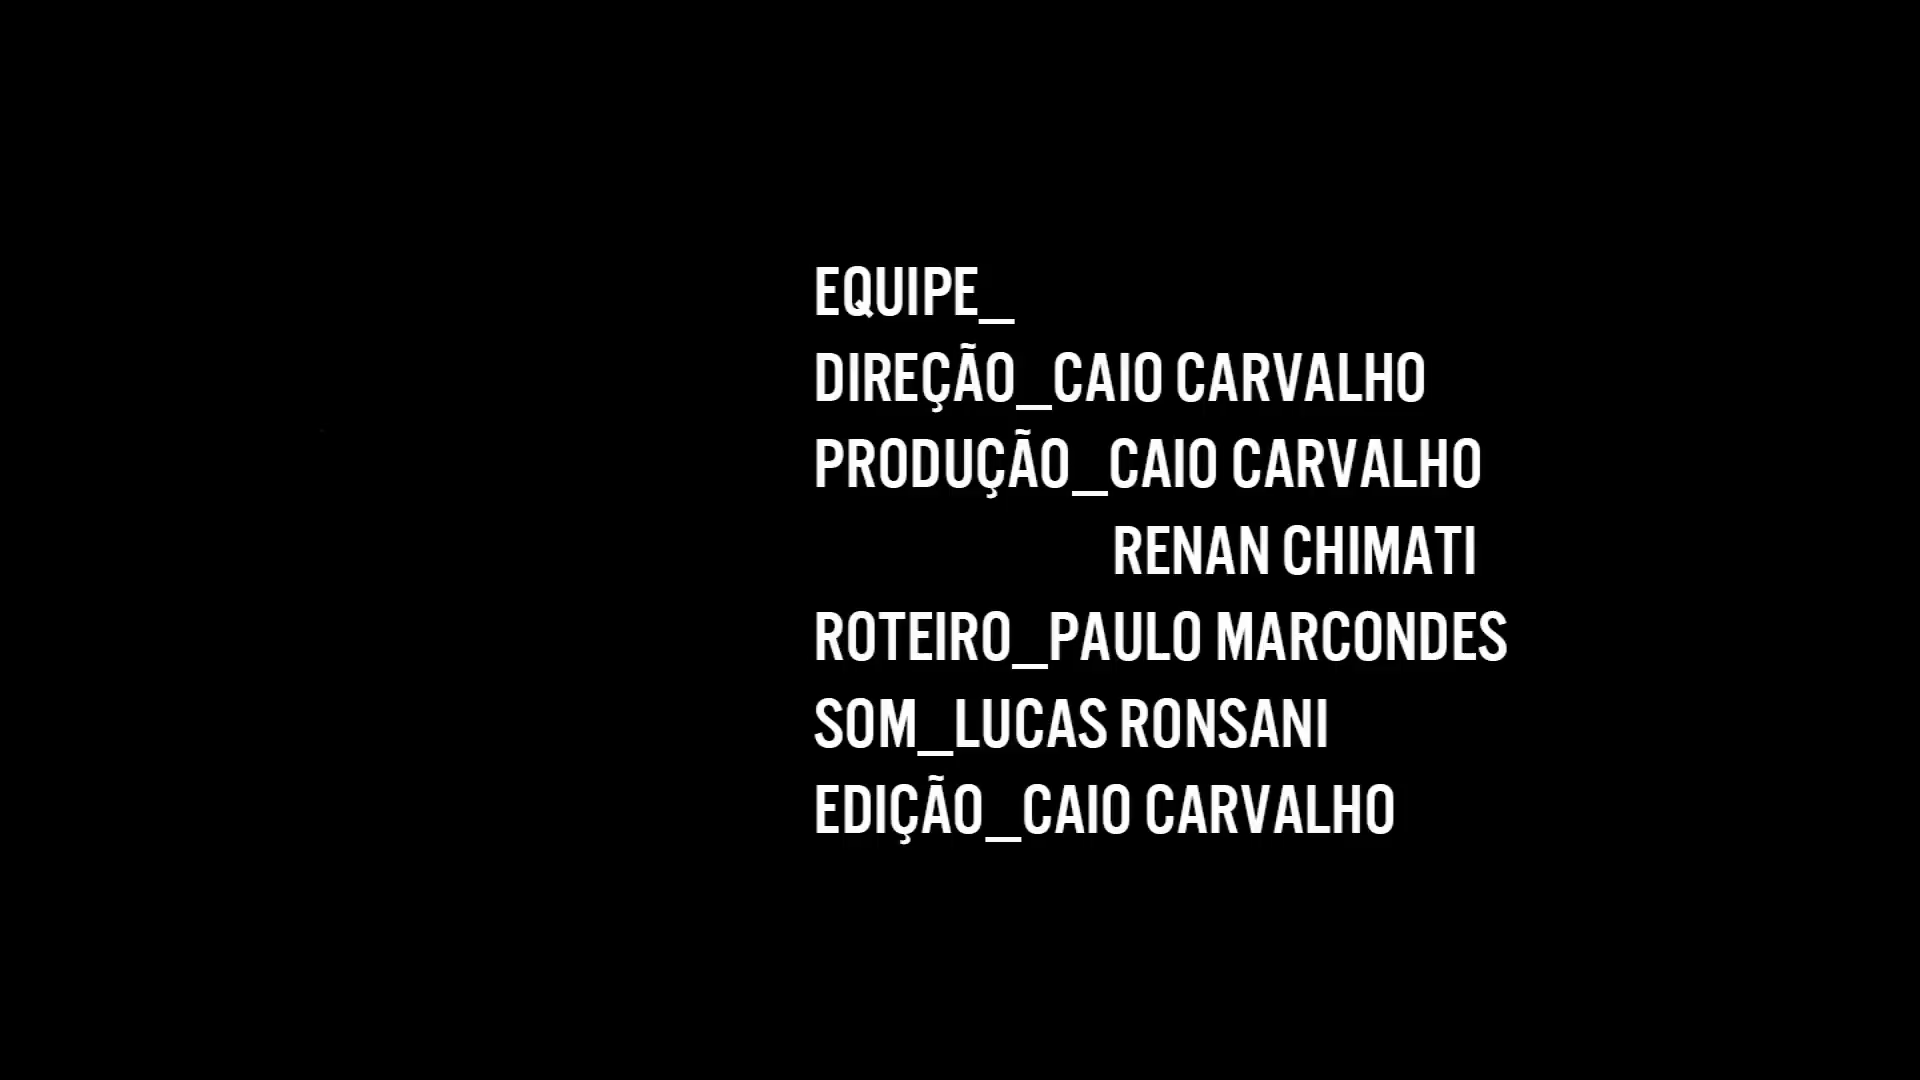 EQUIPE_
DIREÇÃO_CAIO CARVALHO
PRODUÇÃO_CAIO CARVALHO
RENAN CHIMATI
ROTEIRO_PAULO MARCONDES
SOM_LUCAS RONSANI
EDIÇÃO_CAIO CARVALHO